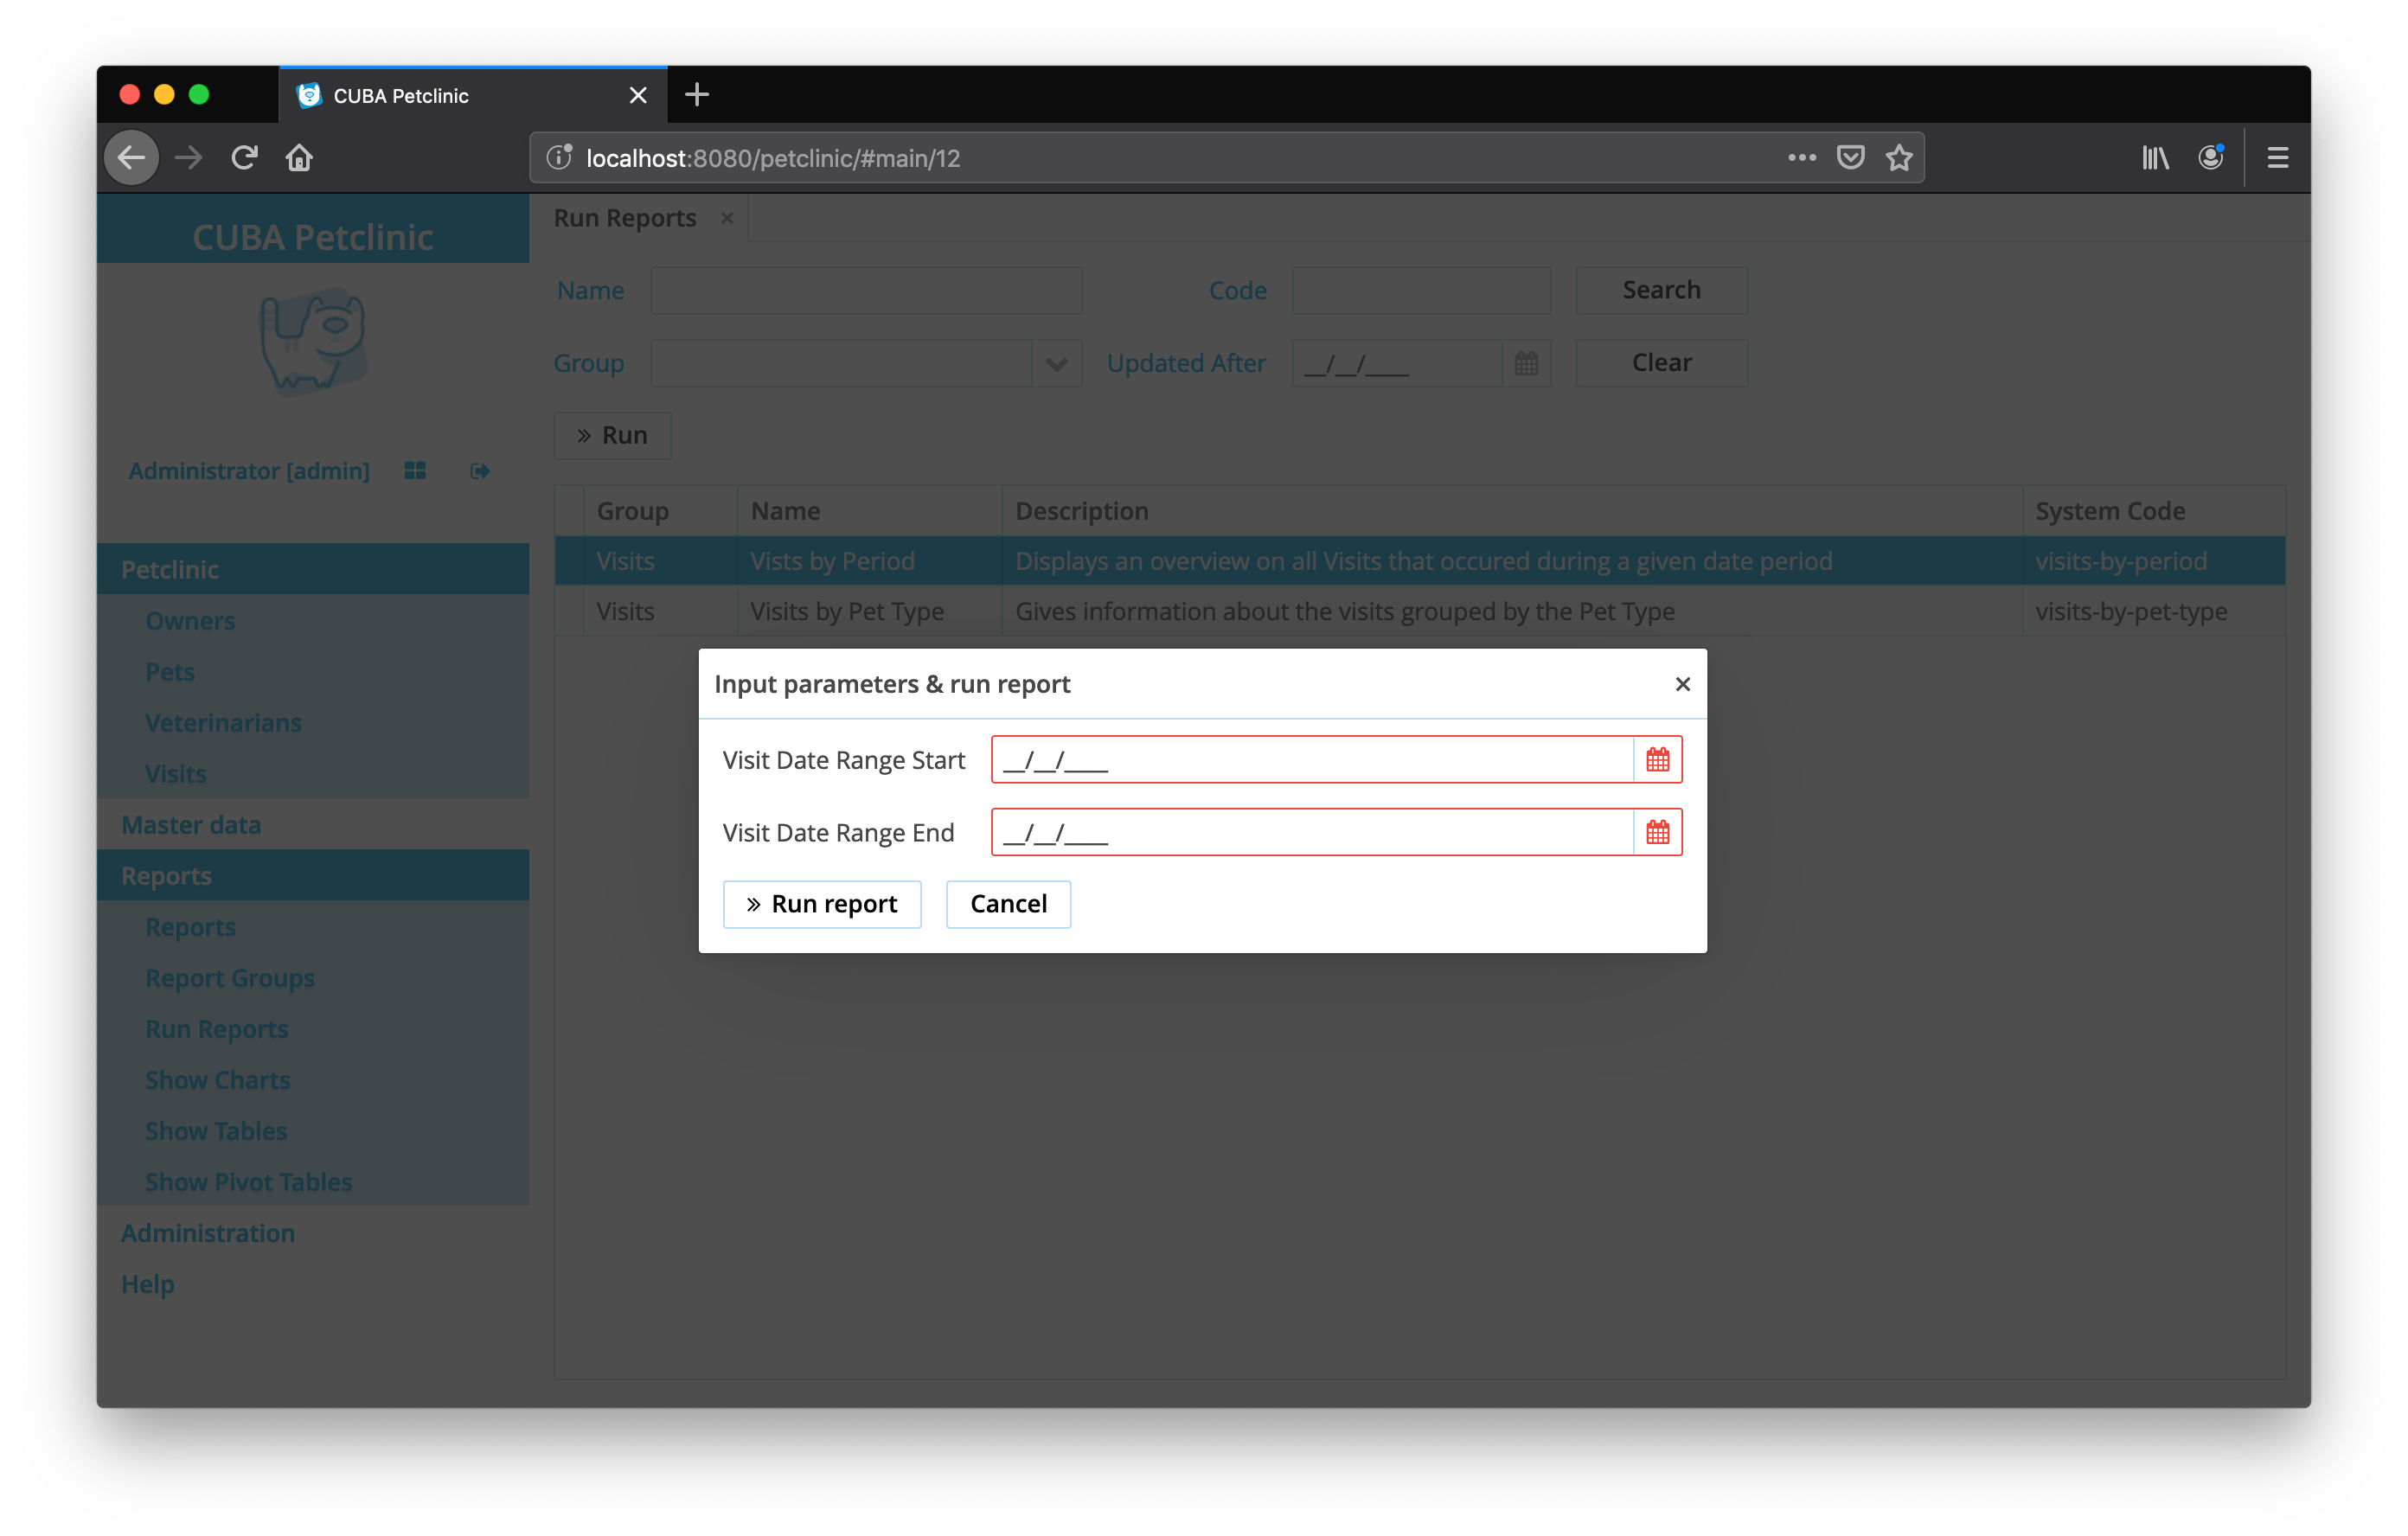 CUBA Petclinic
localhost:8080/petclinic/#main/12
CUBA Petclinic
Administrator [admin]
Petclinic
Owners
Pets
Veterinarians
Visits
Master data
Reports
Reports
Report Groups
Run Reports
Show Charts
Show Tables
Show Pivot Tables
Administration
Help
Run Reports
Name Code Search
Group Updated After __/__/____ Clear
Run
Group Name Description System Code
Visits Vists by Period Displays an overview on all Visits that occured during a given date period visits-by-period
Visits Visits by Pet Type Gives information about the visits grouped by the Pet Type visits-by-pet-type
Input parameters & run report
Visit Date Range Start __/__/____
Visit Date Range End __/__/____
Run report Cancel